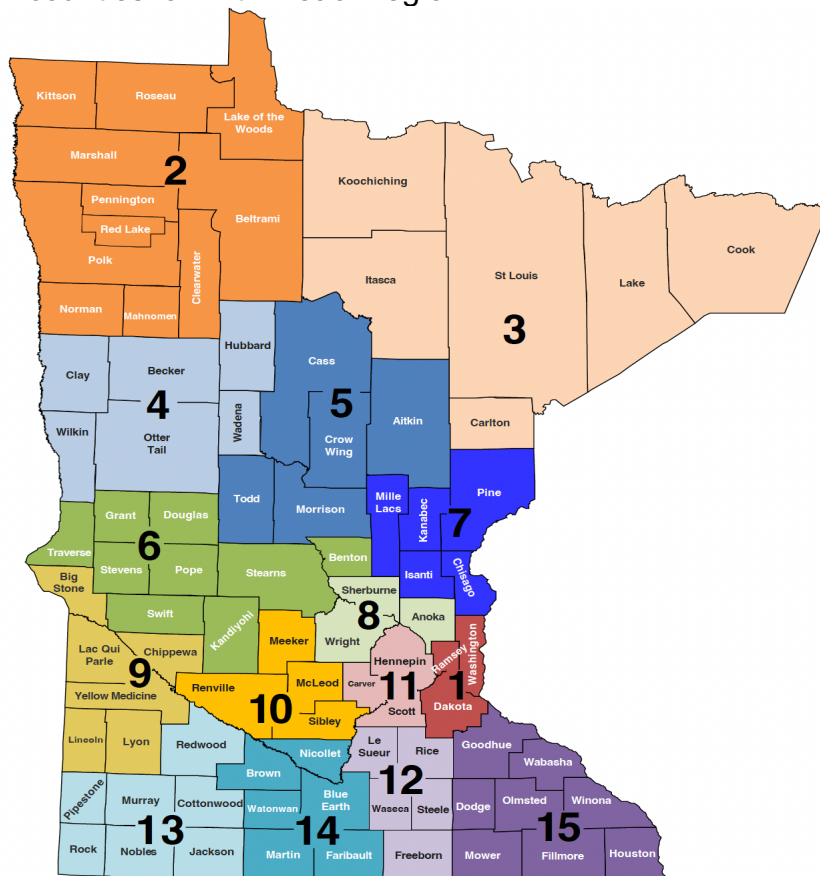 Kittson
Roseau
Lake of the
Woods
Marshall
2
Pennington
Red Lake
Beltrami
Polk
Clearwater
Norman
Mahnomen
Koochiching
Itasca
St Louis
Lake
Cook
3
Carlton
Hubbard
Clay
Becker
4
Wadena
Wilkin
Otter
Tail
Cass
5
Crow
Wing
Aitkin
Todd
Morrison
Mille
Lacs
Kanabec
Pine
7
Isanti
Chisago
Grant
Douglas
6
Traverse
Stevens
Pope
Stearns
Benton
Swift
Kandiyohi
Big
Stone
Sherburne
8
Anoka
Wright
Lac Qui
Parle
Chippewa
9
Yellow Medicine
Lincoln
Lyon
Meeker
McLeod
Renville
10
Sibley
Hennepin
Carver
11
Scott
Ramsey
Washington
1
Dakota
Le
Sueur
Rice
12
Waseca
Steele
Freeborn
Redwood
Pipestone
Murray
Cottonwood
13
Rock
Nobles
Jackson
Nicollet
Brown
Watonwan
Blue
Earth
14
Martin
Faribault
Goodhue
Wabasha
Dodge
Olmsted
Winona
15
Mower
Fillmore
Houston